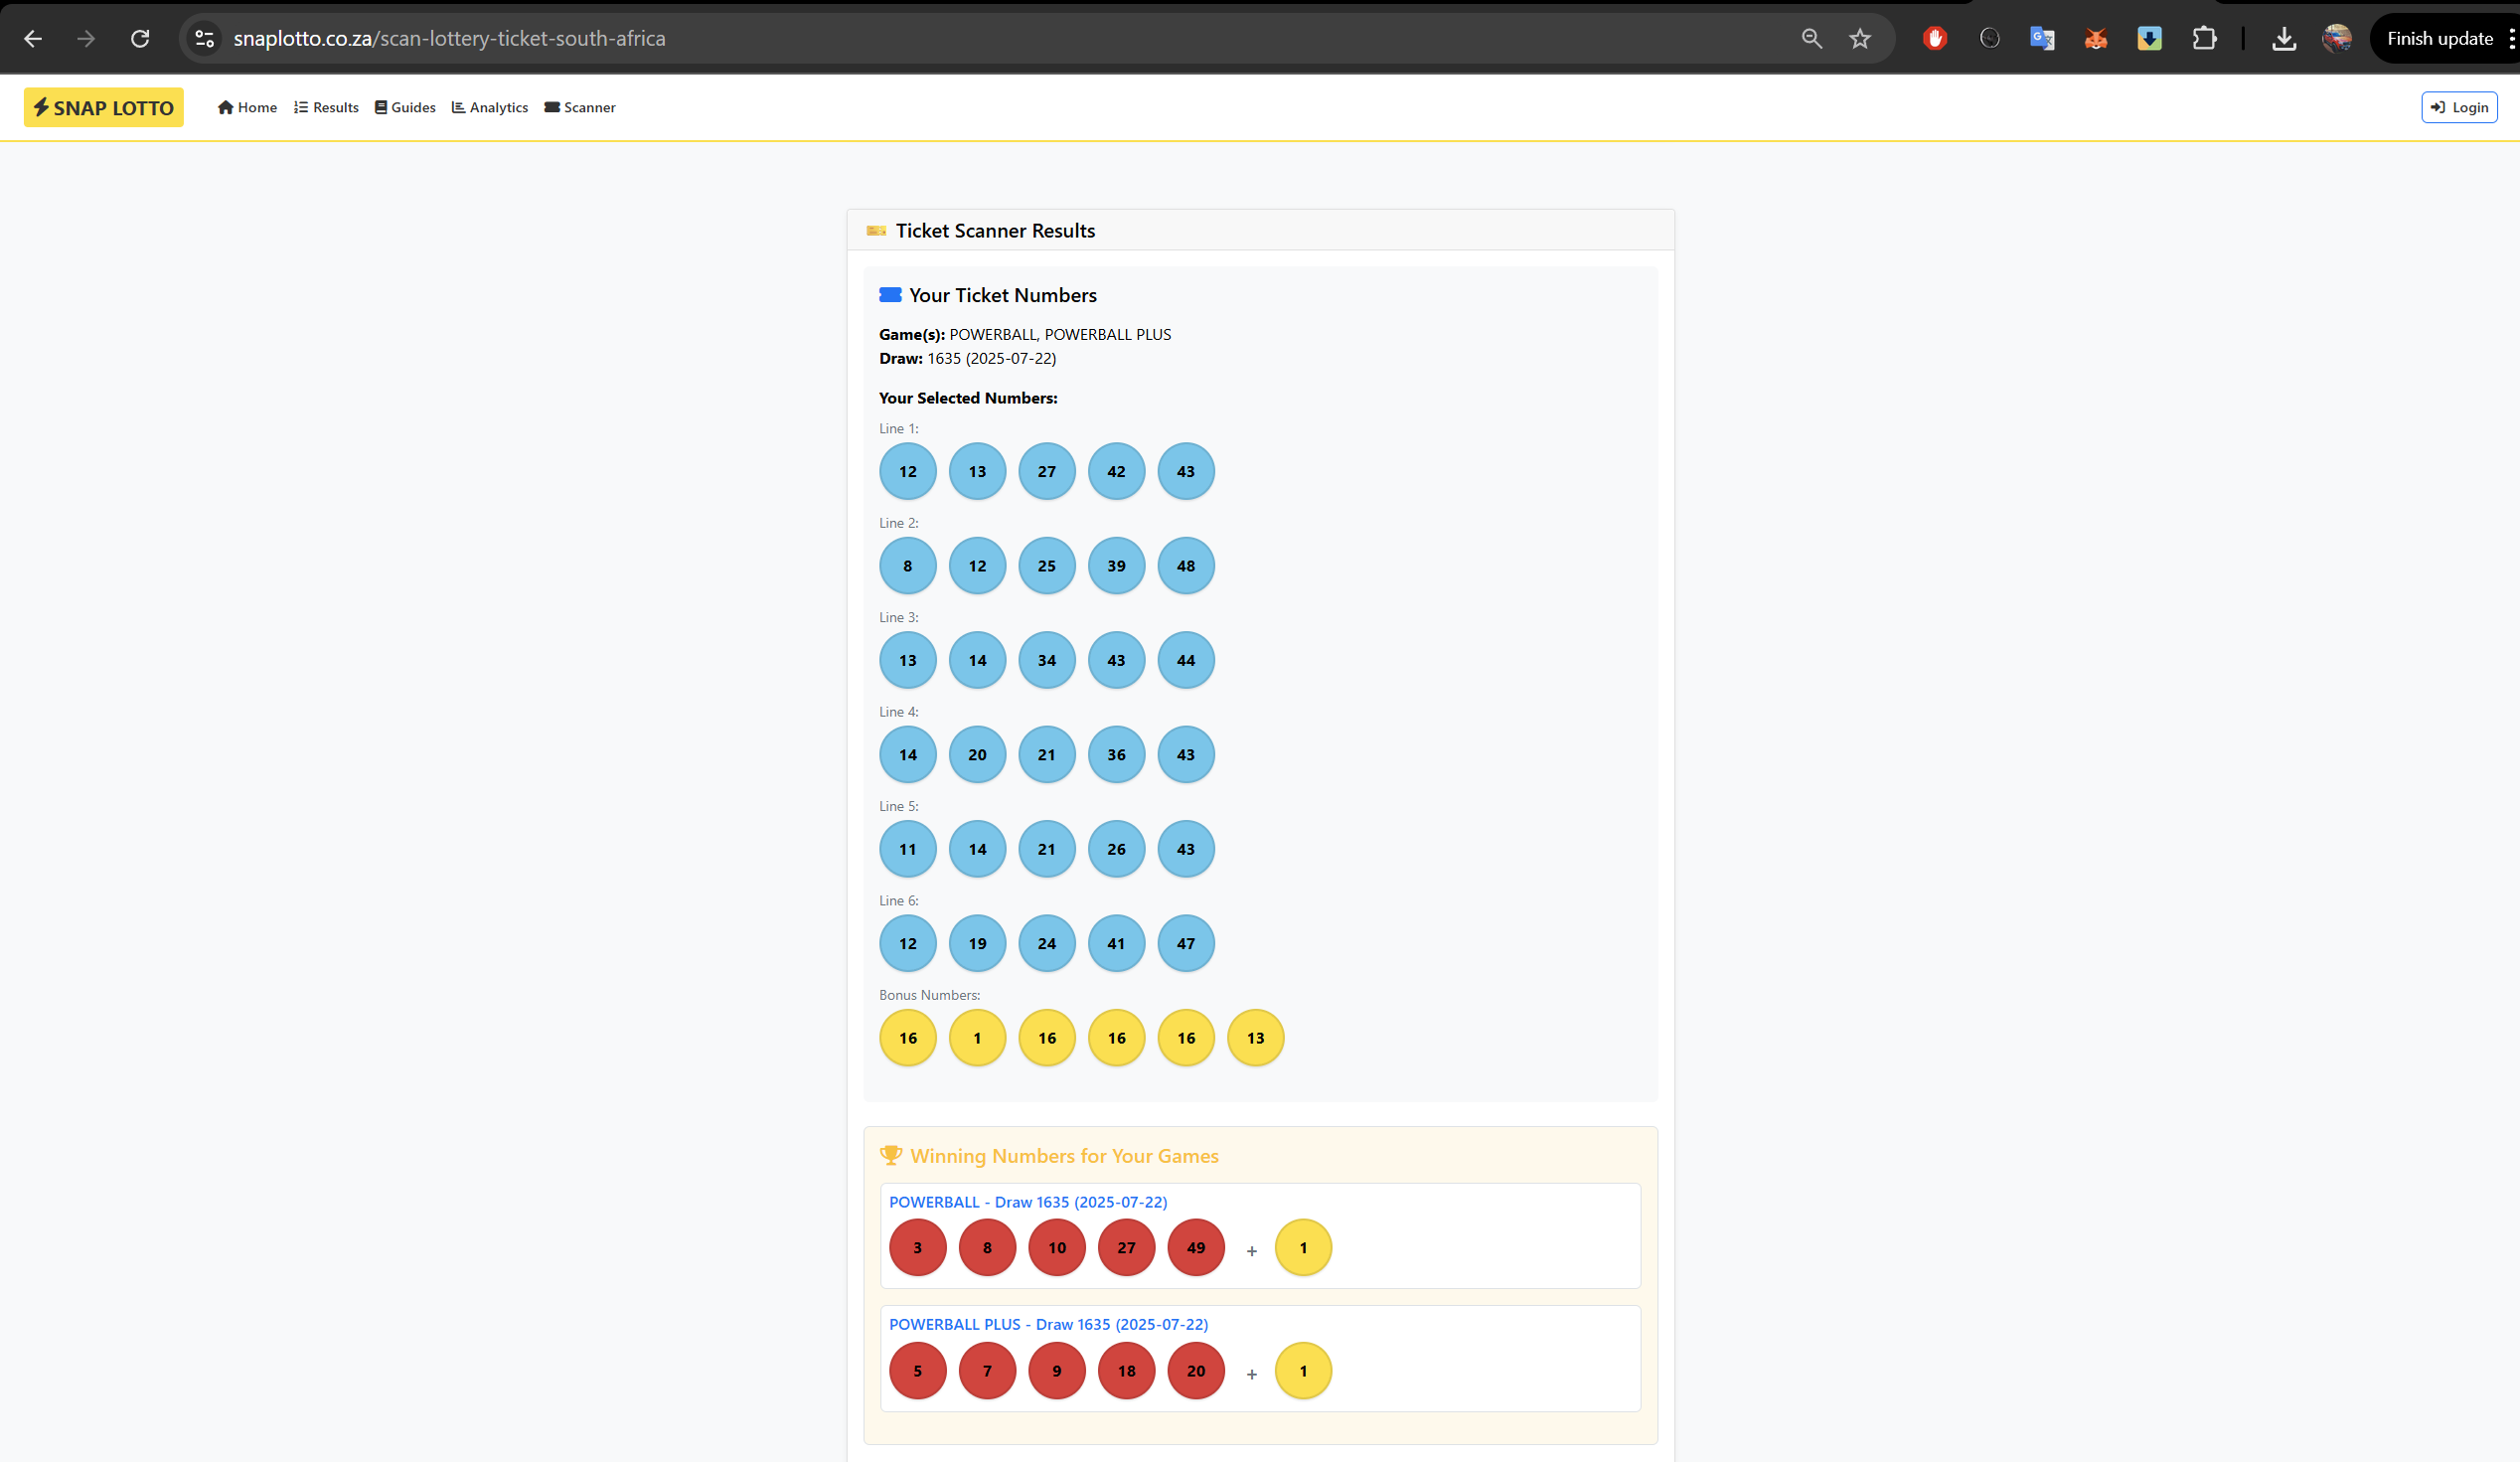 snaplotto.co.za/scan-lottery-ticket-south-africa
Finish update
SNAP LOTTO
Home
Results
Guides
Analytics
Scanner
Login
Ticket Scanner Results
Your Ticket Numbers
Game(s): POWERBALL, POWERBALL PLUS
Draw: 1635 (2025-07-22)
Your Selected Numbers:
Line 1:
12 13 27 42 43
Line 2:
8 12 25 39 48
Line 3:
13 14 34 43 44
Line 4:
14 20 21 36 43
Line 5:
11 14 21 26 43
Line 6:
12 19 24 41 47
Bonus Numbers:
16 1 16 16 16 13
Winning Numbers for Your Games
POWERBALL - Draw 1635 (2025-07-22)
3 8 10 27 49 + 1
POWERBALL PLUS - Draw 1635 (2025-07-22)
5 7 9 18 20 + 1